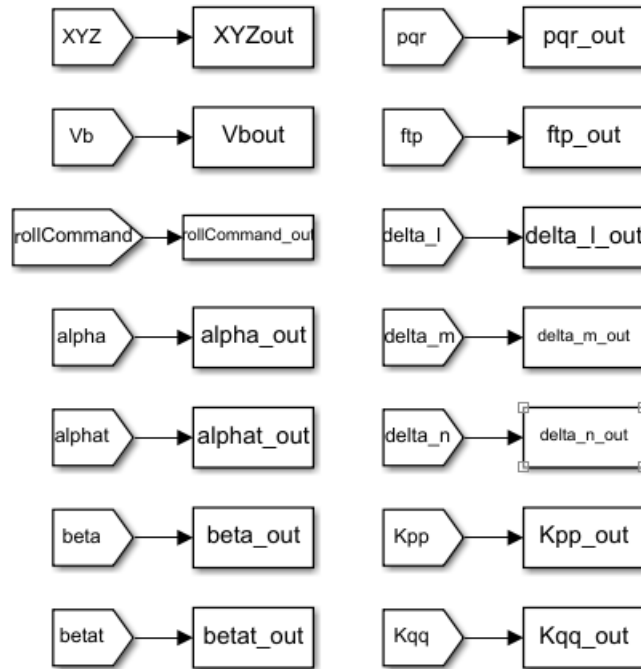 XYZ XYZout pqr pqr_out
Vb Vbout ftp ftp_out
rollCommand rollCommand_out delta_l delta_l_out
alpha alpha_out delta_m delta_m_out
alphat alphat_out delta_n delta_n_out
beta beta_out Kpp Kpp_out
betat betat_out Kqq Kqq_out